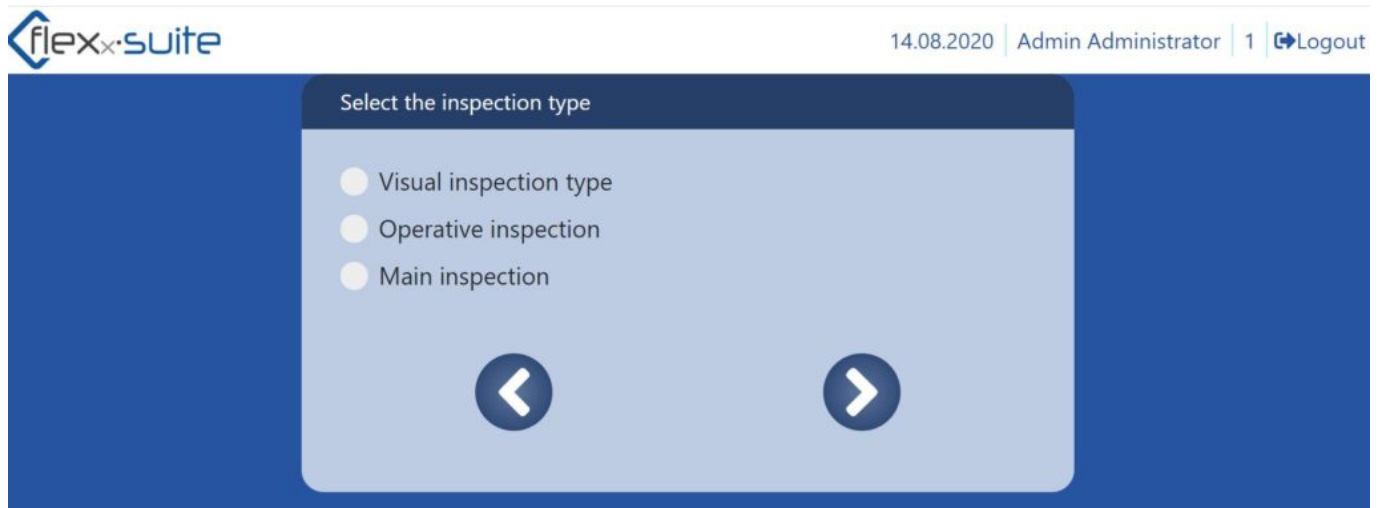 flexx·suite
14.08.2020 Admin Administrator 1 Logout
Select the inspection type
Visual inspection type
Operative inspection
Main inspection